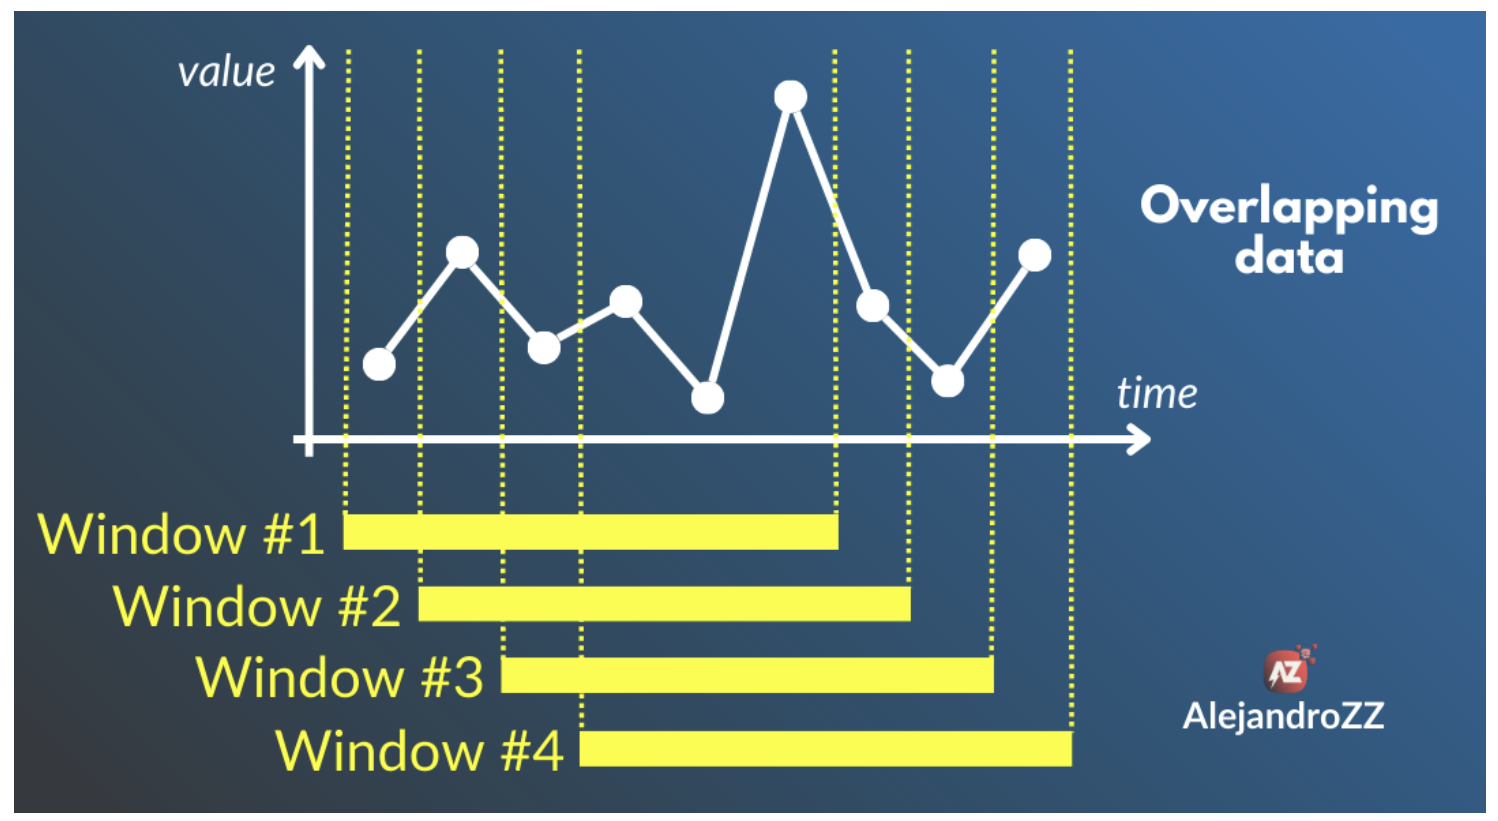 value
Overlapping
data
time
Window #1
Window #2
Window #3
Window #4
AZ
AlejandroZZ